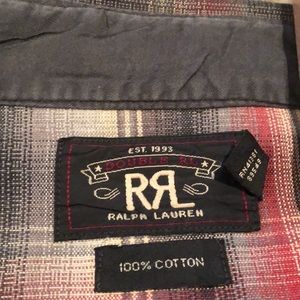 EST. 1993
DOUBLE RL
RRL
RALPH LAUREN
100% COTTON